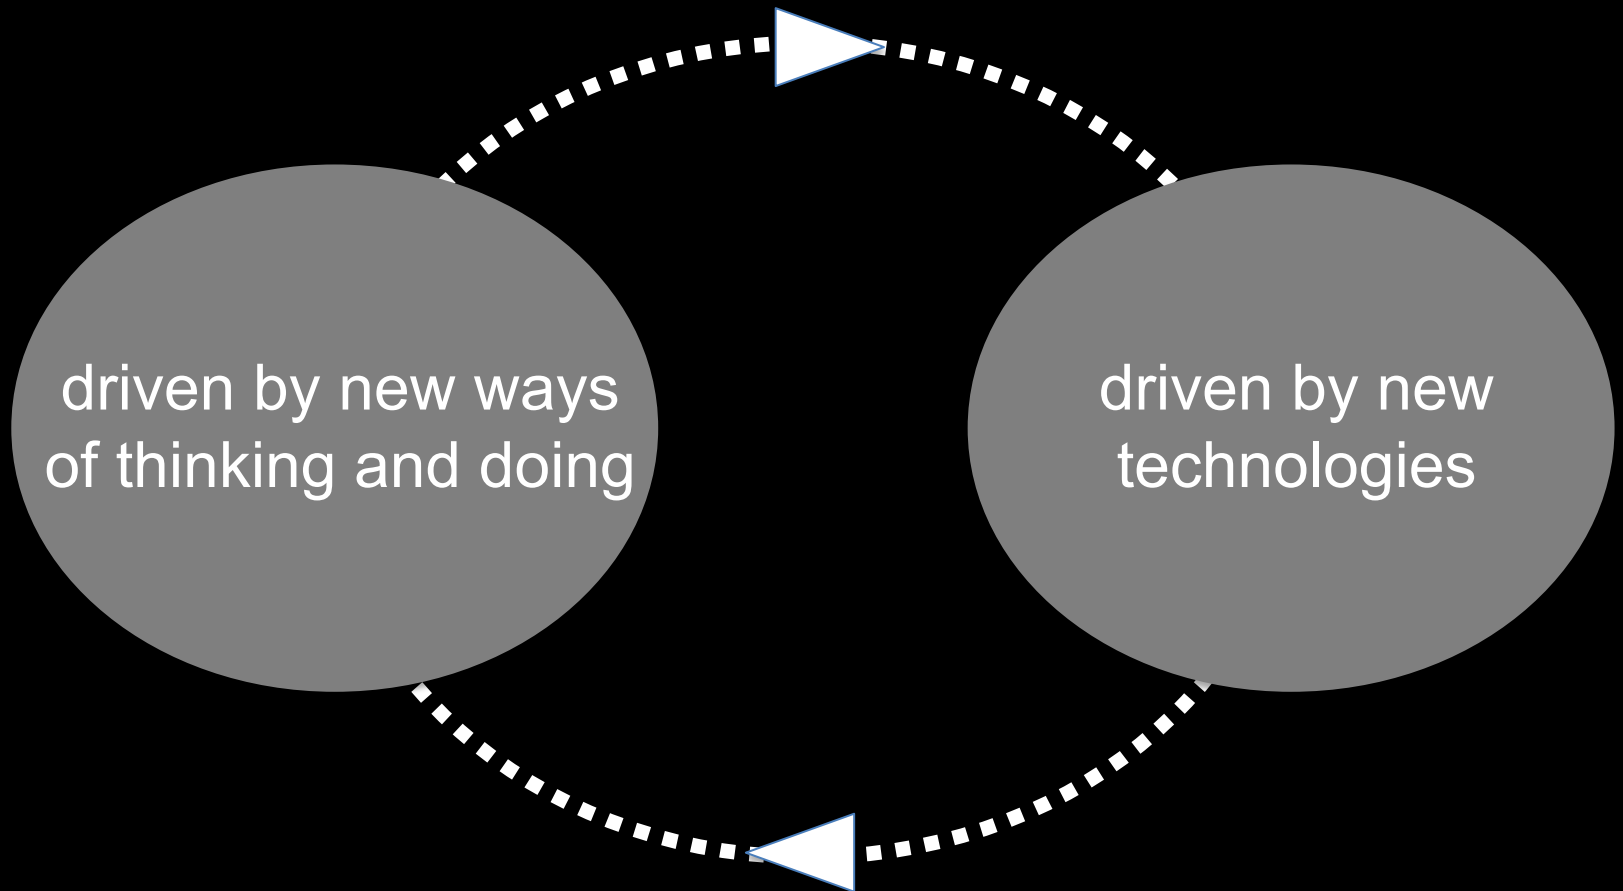 driven by new ways
of thinking and doing
driven by new
technologies